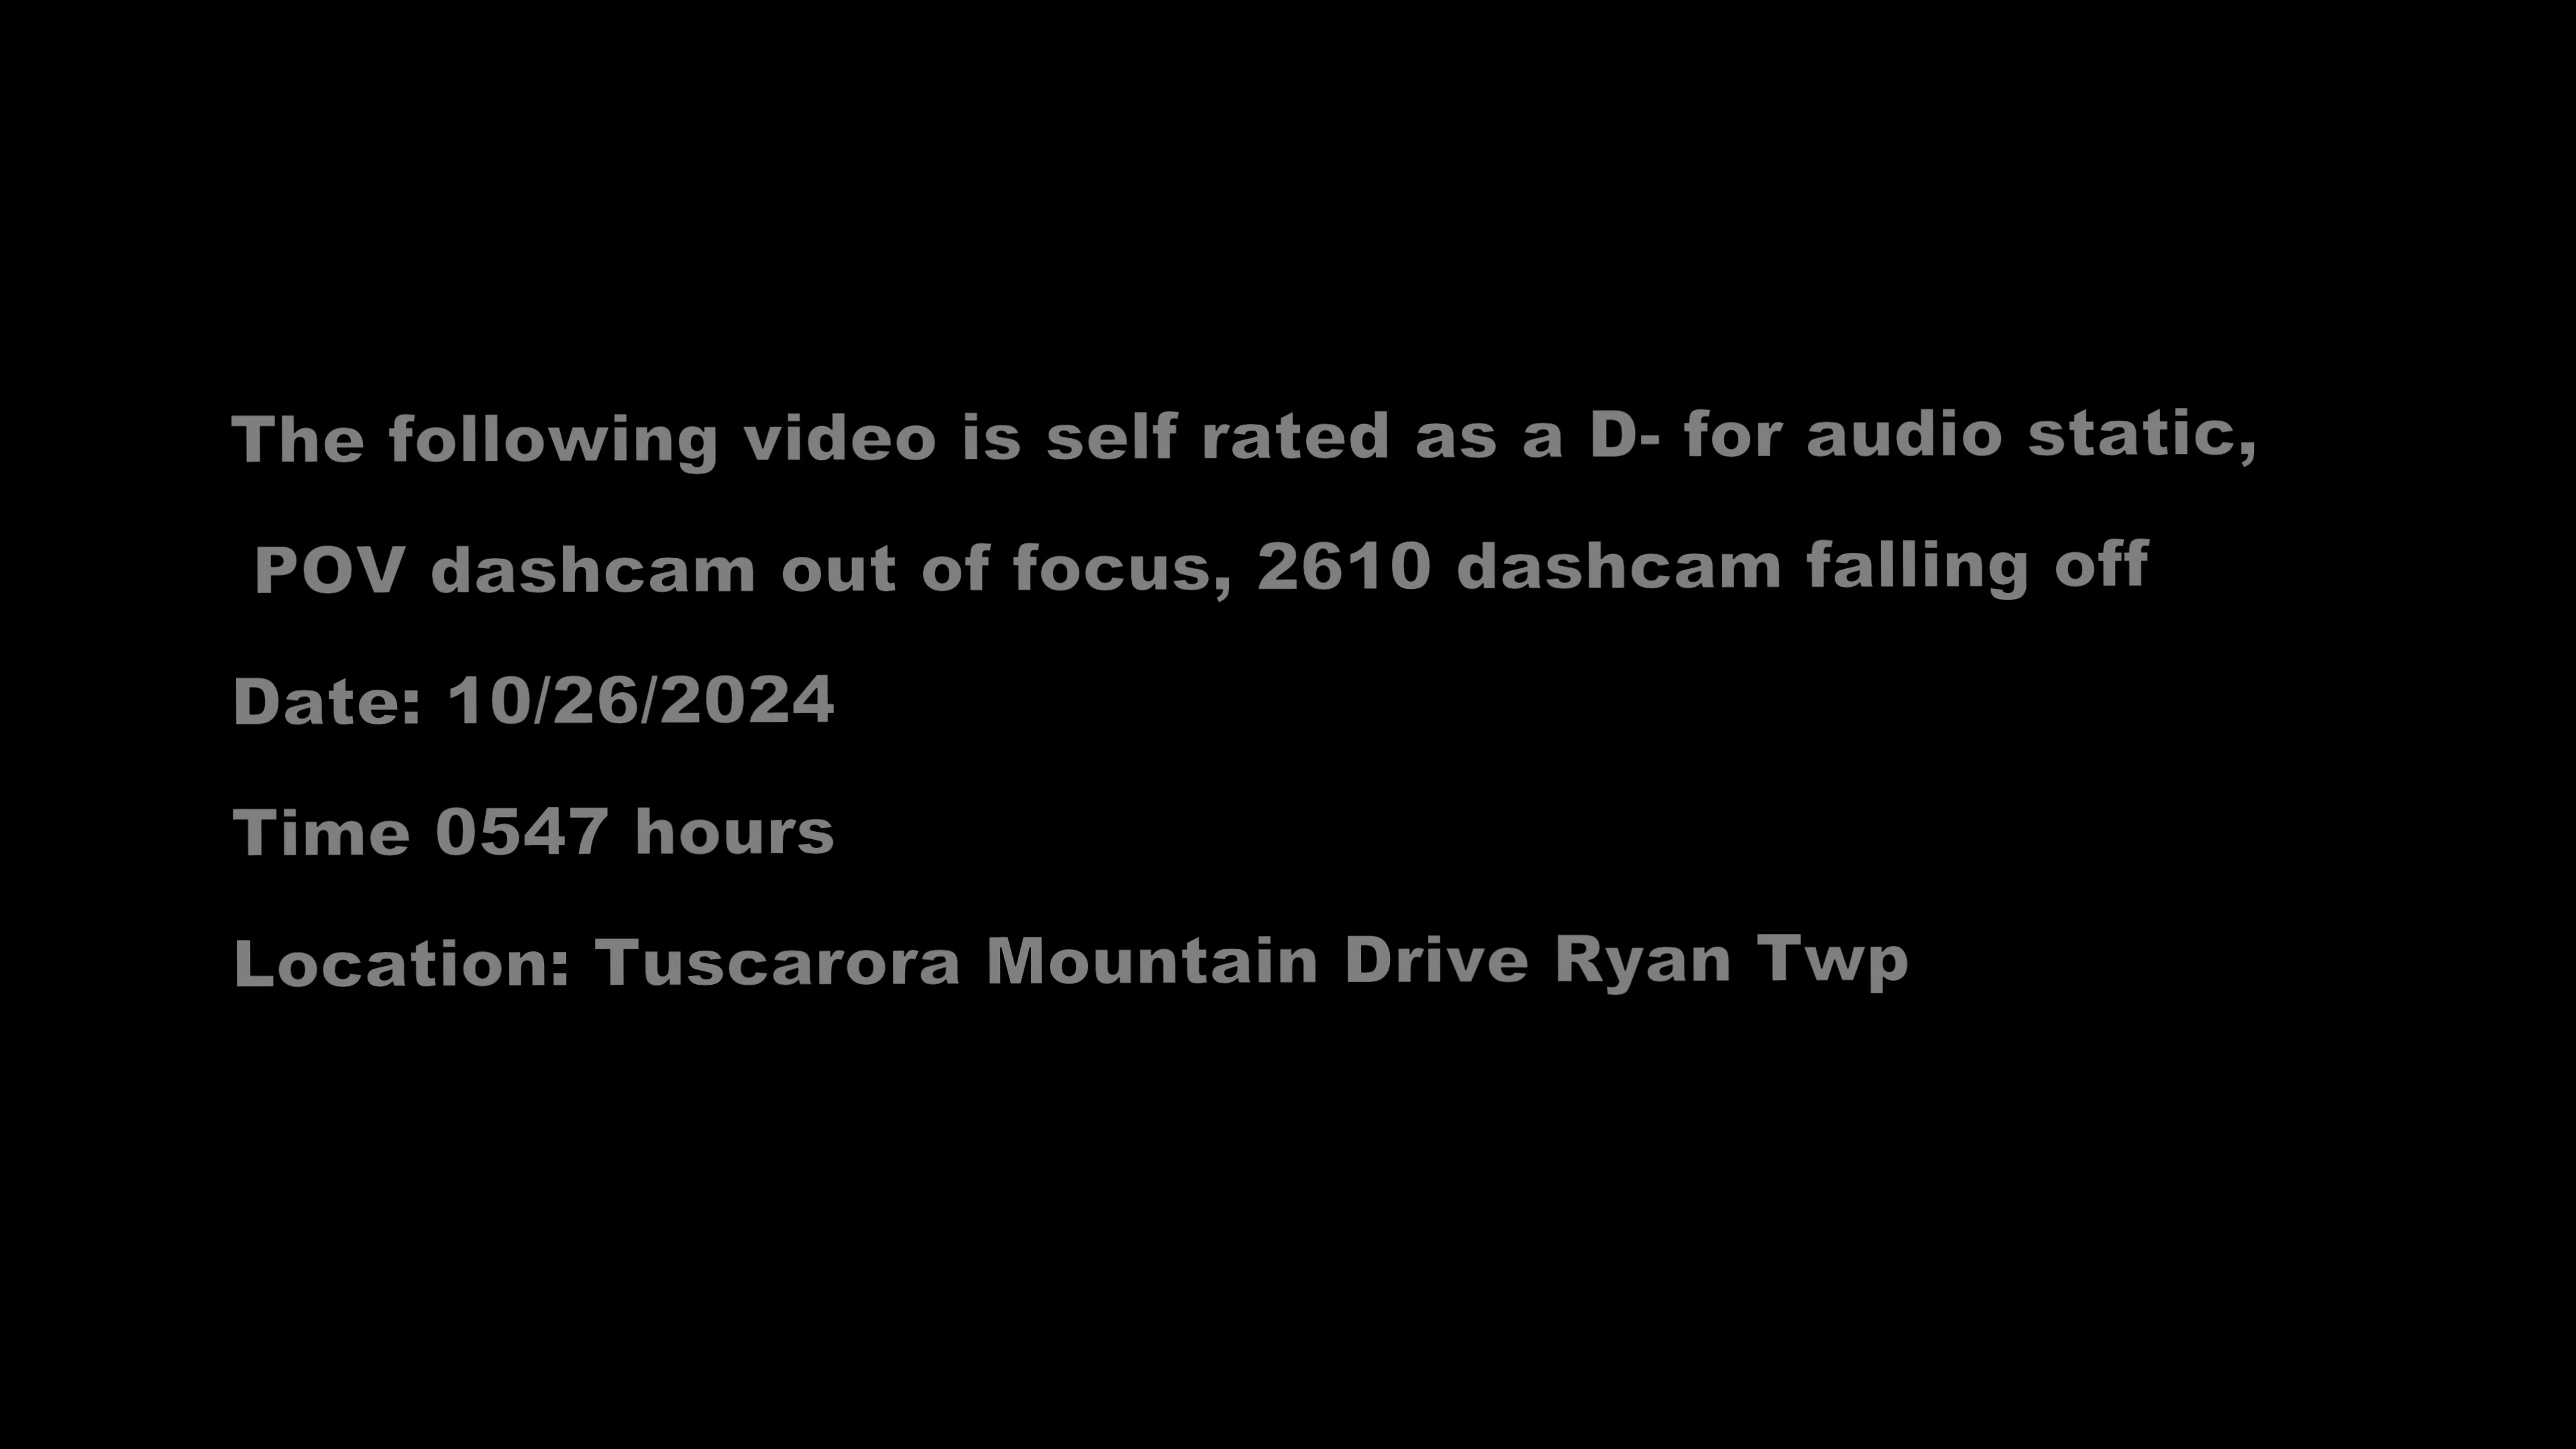 The following video is self rated as a D- for audio static,
POV dashcam out of focus, 2610 dashcam falling off
Date: 10/26/2024
Time 0547 hours
Location: Tuscarora Mountain Drive Ryan Twp